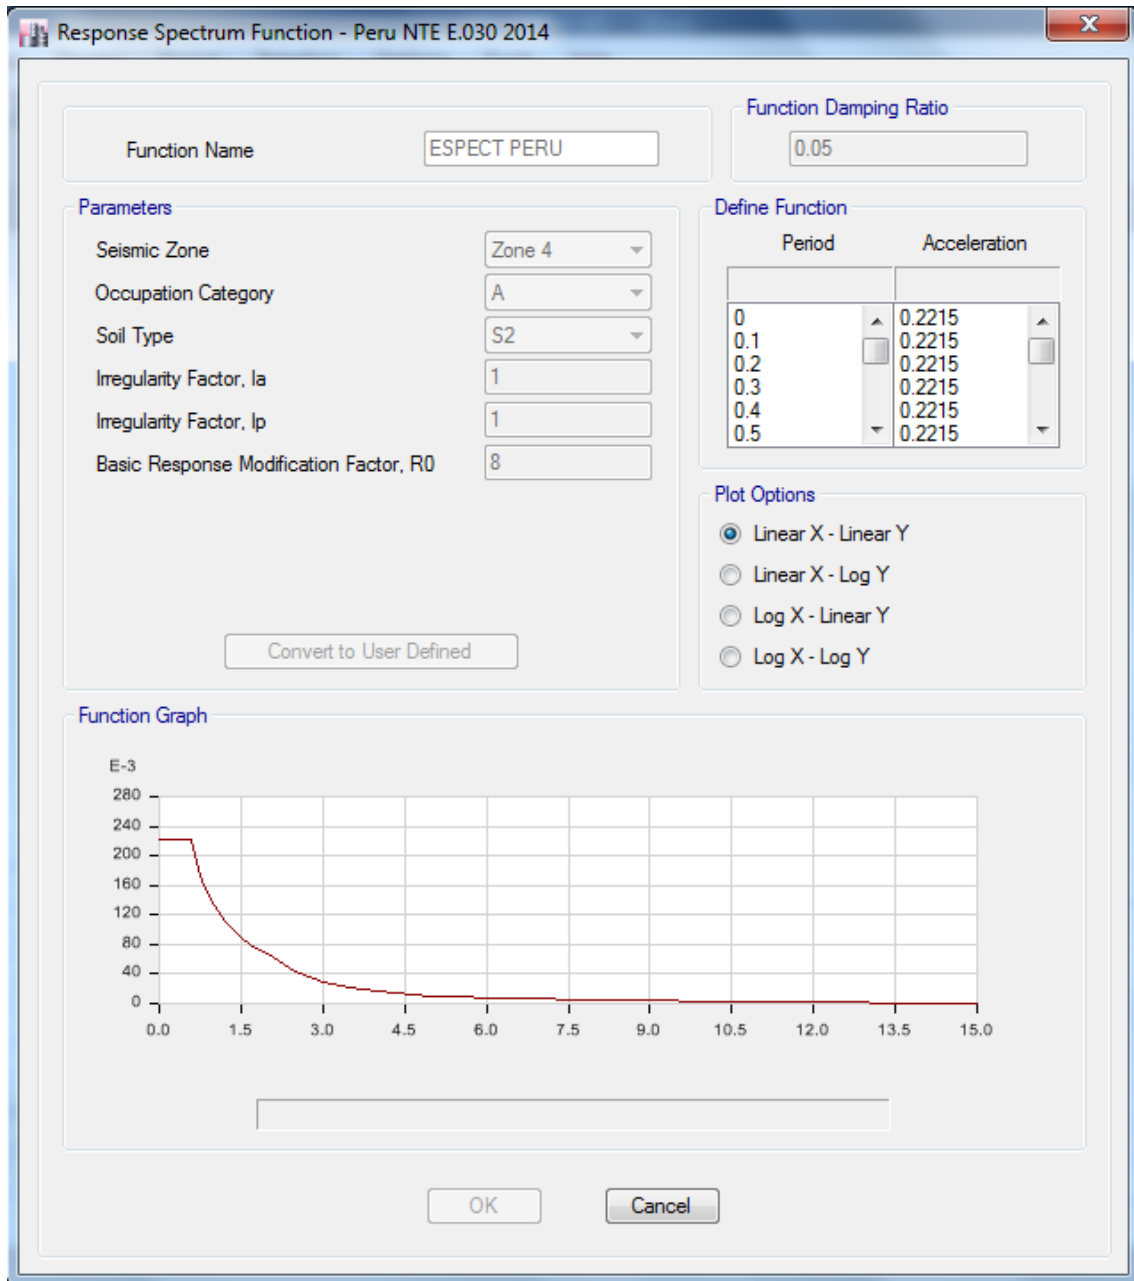 Response Spectrum Function - Peru NTE E.030 2014
Function Name
ESPECT PERU
Function Damping Ratio
0.05
Parameters
Seismic Zone
Zone 4
Occupation Category
A
Soil Type
S2
Irregularity Factor, Ia
1
Irregularity Factor, Ip
1
Basic Response Modification Factor, R0
8
Convert to User Defined
Define Function
Period Acceleration
0 0.2215
0.1 0.2215
0.2 0.2215
0.3 0.2215
0.4 0.2215
0.5 0.2215
Plot Options
Linear X - Linear Y
Linear X - Log Y
Log X - Linear Y
Log X - Log Y
Function Graph
E-3
280
240
200
160
120
80
40
0
0.0 1.5 3.0 4.5 6.0 7.5 9.0 10.5 12.0 13.5 15.0
OK
Cancel